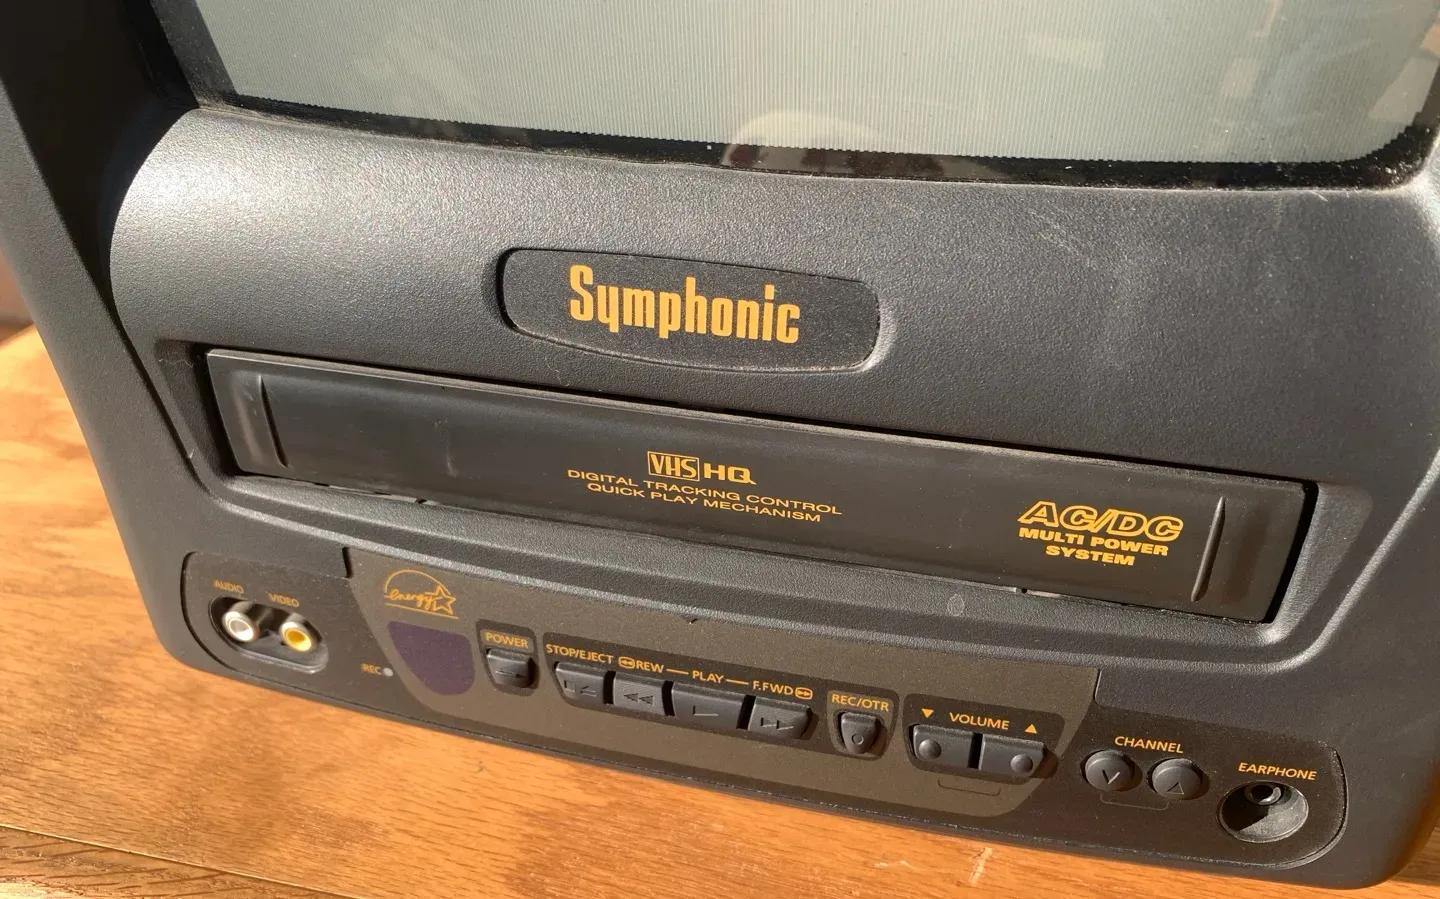 Symphonic
VHS HQ
DIGITAL TRACKING CONTROL
QUICK PLAY MECHANISM
AC/DC
MULTI POWER
SYSTEM
energy
AUDIO
VIDEO
REC
POWER
STOP/EJECT
REW
PLAY
F.FWD
REC/OTR
VOLUME
CHANNEL
EARPHONE